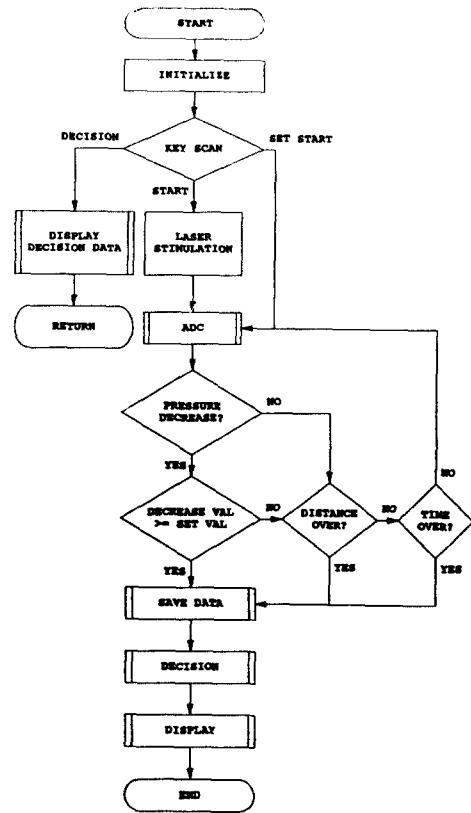 START
INITIALIZE
DECISION
KEY SCAN
SET START
START
DISPLAY
DECISION DATA
LASER
STIMULATION
RETURN
ADC
PRESSURE
DECREASE?
NO
YES
NO
DECREASE VAL
>= SET VAL
NO
DISTANCE
OVER?
NO
TIME
OVER?
YES
YES
YES
SAVE DATA
DECISION
DISPLAY
END